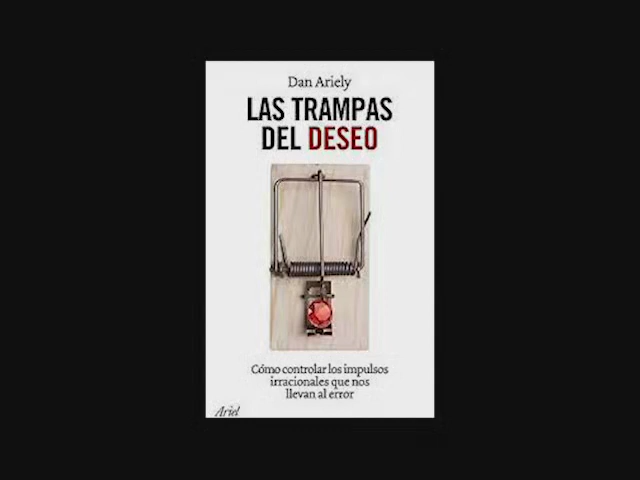 Dan Ariely
LAS TRAMPAS
DEL DESEO
Cómo controlar los impulsos
irracionales que nos
llevan al error
Ariel